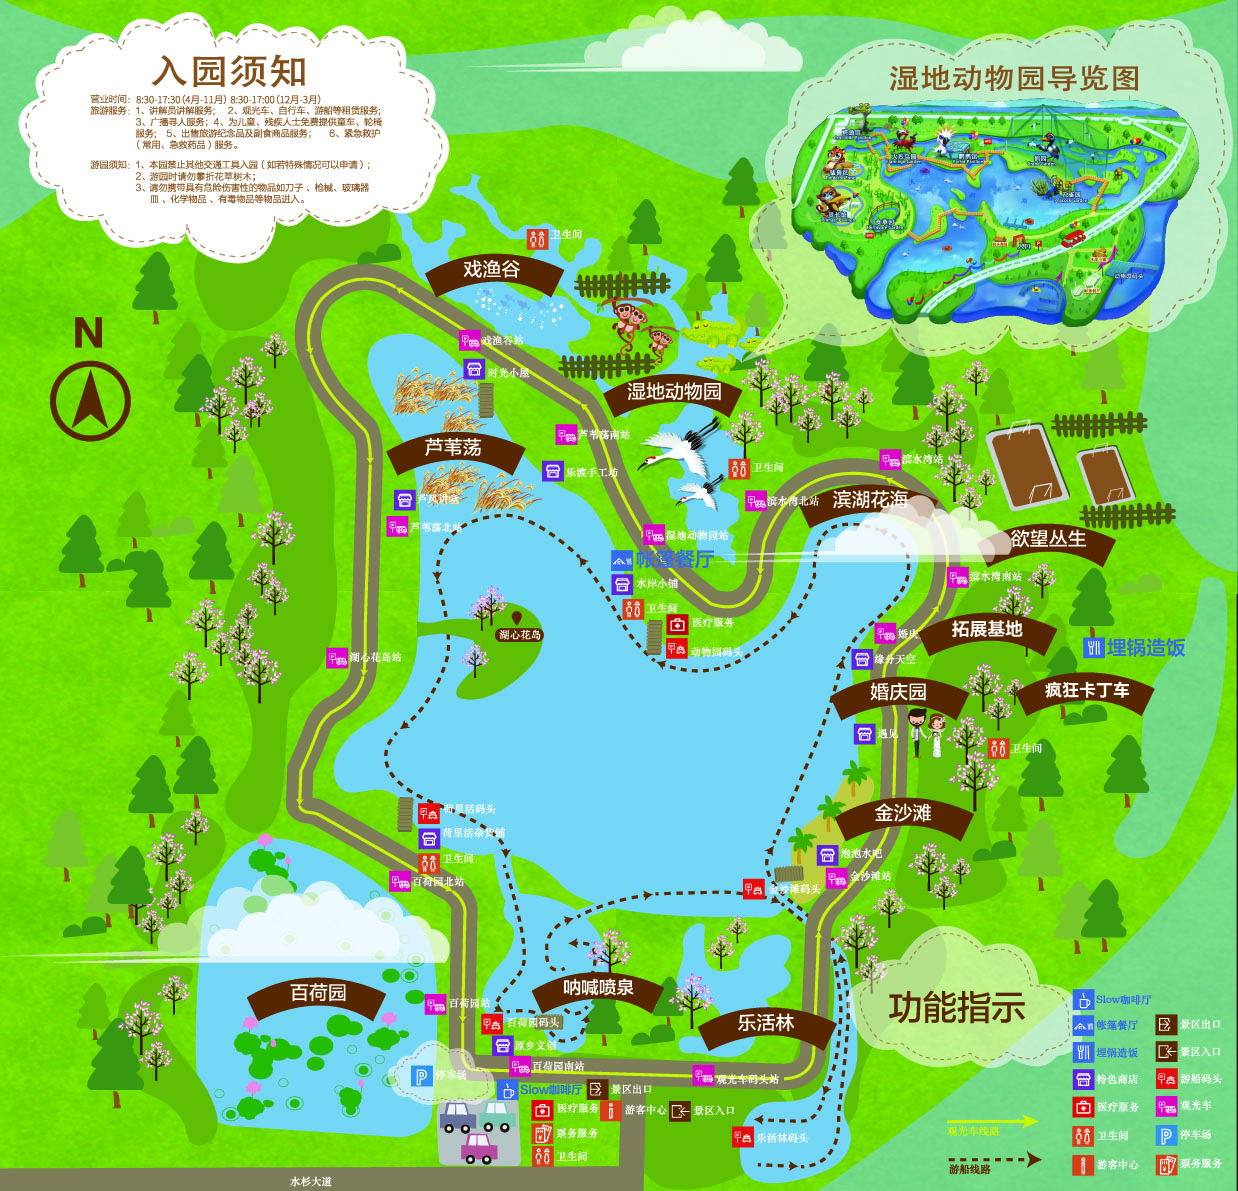 入园须知
营业时间：8:30-17:30 (4月-11月) 8:30-17:00 (12月-3月)
旅游服务：1、讲解员讲解服务； 2、观光车、自行车、游船等租赁服务；
3、广播寻人服务；4、为儿童、残疾人士免费提供童车、轮椅
服务； 5、出售旅游纪念品及副食商品服务； 6、紧急救护
（常用、急救药品）服务。
游园须知：1、本园禁止其他交通工具入园（如若特殊情况可以申请）；
2、游园时请勿攀折花草树木；
3、请勿携带具有危险伤害性的物品如刀子、枪械、玻璃器
皿、化学物品、有毒物品等物品进入。
湿地动物园导览图
N
卫生间
戏渔谷
戏渔谷站
时光小屋
湿地动物园
芦苇荡
芦苇荡南站
乐渡手工坊
卫生间
滨水湾站
滨水湾北站
滨湖花海
芦苇荡北站
湿地动物园站
帐篷餐厅
水岸小铺
卫生间
医疗服务
动物园码头
欲望丛生
滨水湾南站
拓展基地
婚庆
埋锅造饭
缘分天空
湖心花岛
湖心花岛站
婚庆园
疯狂卡丁车
遇见
卫生间
金沙滩
荷里活码头
荷里活杂货铺
卫生间
百荷园北站
泡泡水吧
金沙滩站
金沙滩码头
百荷园
百荷园站
呐喊喷泉
百荷园码头
乐活林
原乡文创
百荷园南站
观光车码头站
P
停车场
Slow咖啡厅
景区出口
医疗服务
游客中心
景区入口
票务服务
卫生间
乐活林码头
水杉大道
功能指示
Slow咖啡厅
帐篷餐厅
景区出口
埋锅造饭
景区入口
特色商店
游船码头
医疗服务
观光车
观光车线路
卫生间
P
停车场
游船线路
游客中心
票务服务